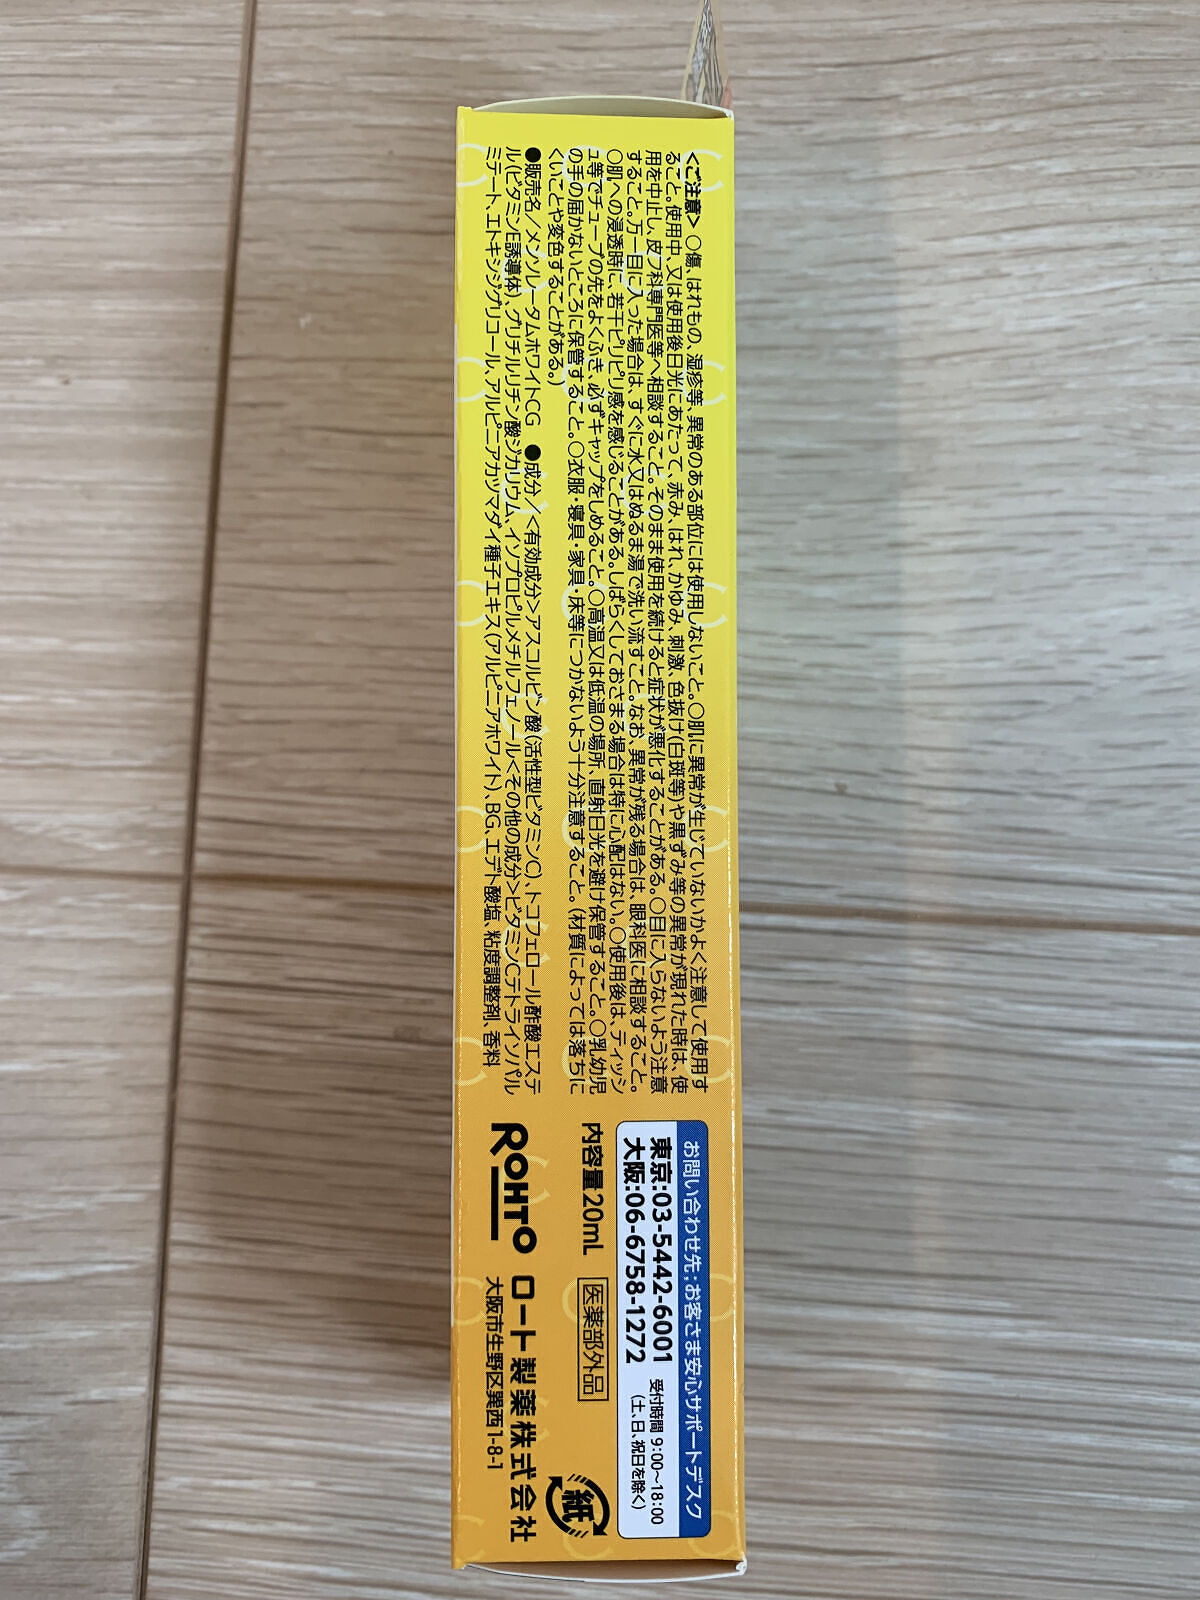 <ご注意> ○傷、はれもの、湿疹等、異常のある部位には使用しないこと。○肌に異常が生じていないかよく注意して使用す
ること。使用中、又は使用後日光にあたって、赤み、はれ、かゆみ、刺激、色抜け(白斑等)や黒ずみ等の異常が現れた時は、使
用を中止し、皮フ科専門医等へ相談すること。そのまま使用を続けると症状が悪化することがある。○目に入らないよう注意
すること。万一目に入った場合は、すぐに水又はぬるま湯で洗い流すこと。なお、異常が残る場合は、眼科医に相談すること。
○肌への浸透時に、若干ピリピリ感を感じることがある。しばらくしておさまる場合は特に心配はない。○使用後は、ティッシ
ュ等でチューブの先をよくふき、必ずキャップをしめること。○高温又は低温の場所、直射日光を避け保管すること。○乳幼児
の手の届かないところに保管すること。○衣服・寝具・家具・床等につかないよう十分注意すること。(材質によっては落ちに
くいことや変色することがある。)
●販売名/メンソレータムホワイトCG ●成分/<有効成分>アスコルビン酸(活性型ビタミンC)、トコフェロール酢酸エステ
ル(ビタミンE誘導体)、グリチルリチン酸ジカリウム、イソプロピルメチルフェノール<その他の成分>ビタミンCテトライソパル
ミテート、エトキシジグリコール、アルピニアカツマダイ種子エキス(アルピニアホワイト)、BG、エデト酸塩、粘度調整剤、香料
お問い合わせ先;お客さま安心サポートデスク
東京:03-5442-6001 受付時間 9:00~18:00
大阪:06-6758-1272 (土、日、祝日を除く)
内容量20mL 医薬部外品
ROHTO ロート製薬株式会社
大阪市生野区巽西1-8-1
紙